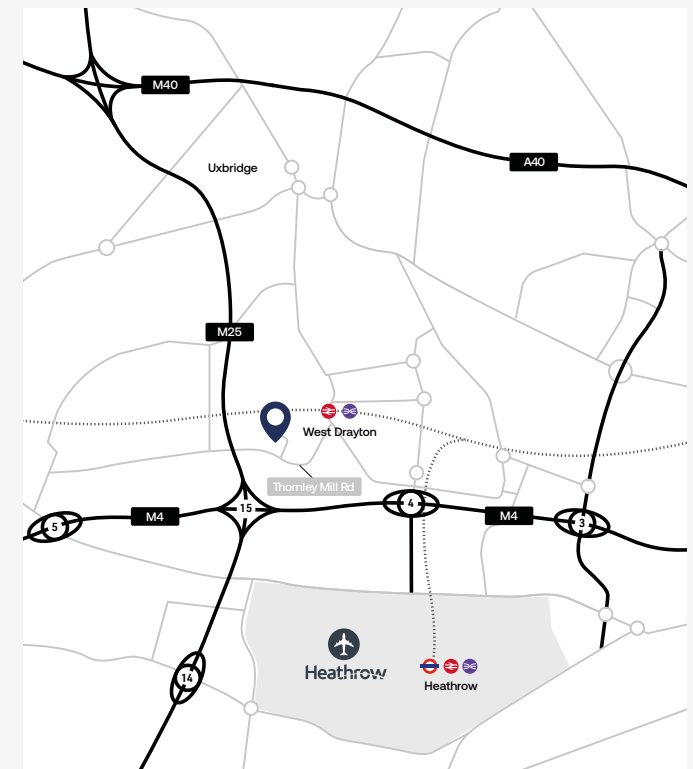 M40
A40
Uxbridge
M25
West Drayton
Thornley Mill Rd
5
M4
15
4
M4
3
Heathrow
Heathrow
14